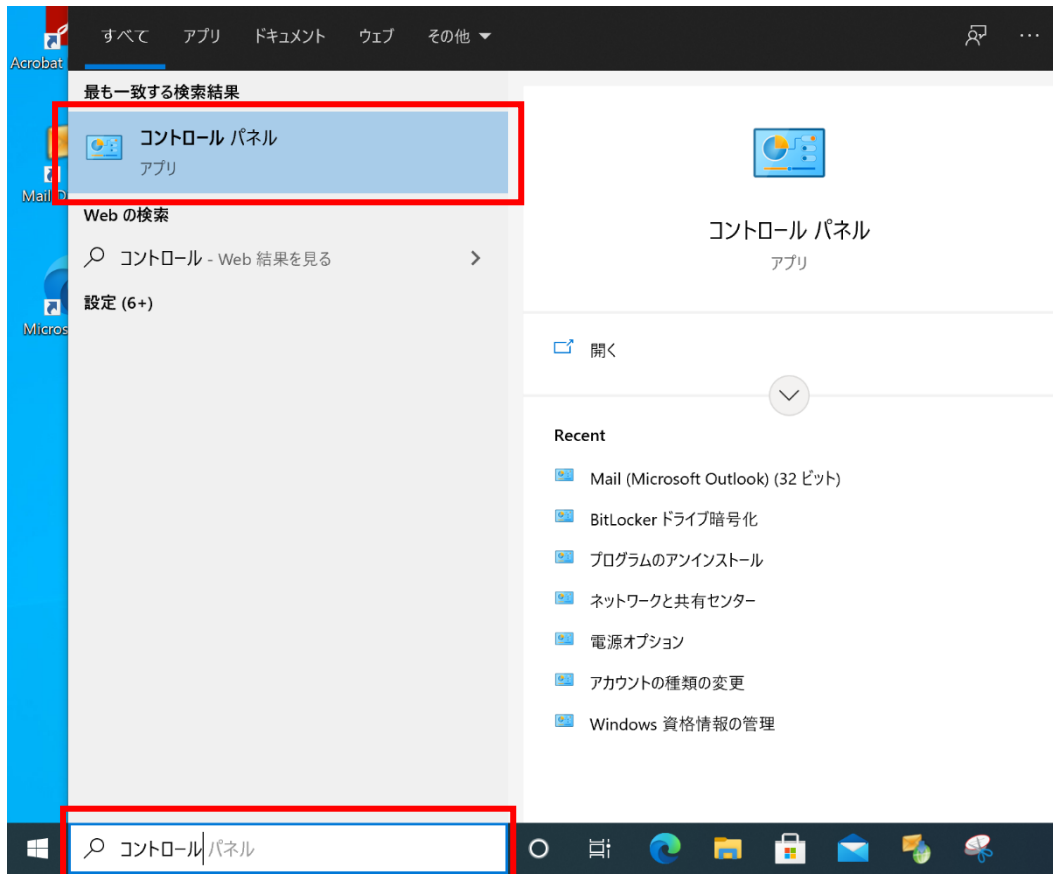 Acrobat
すべて アプリ ドキュメント ウェブ その他
最も一致する検索結果
コントロール パネル
アプリ
Mail
Web の検索
コントロール - Web 結果を見る
設定 (6+)
Micros
コントロール パネル
アプリ
開く
Recent
Mail (Microsoft Outlook) (32 ビット)
BitLocker ドライブ暗号化
プログラムのアンインストール
ネットワークと共有センター
電源オプション
アカウントの種類の変更
Windows 資格情報の管理
コントロール パネル